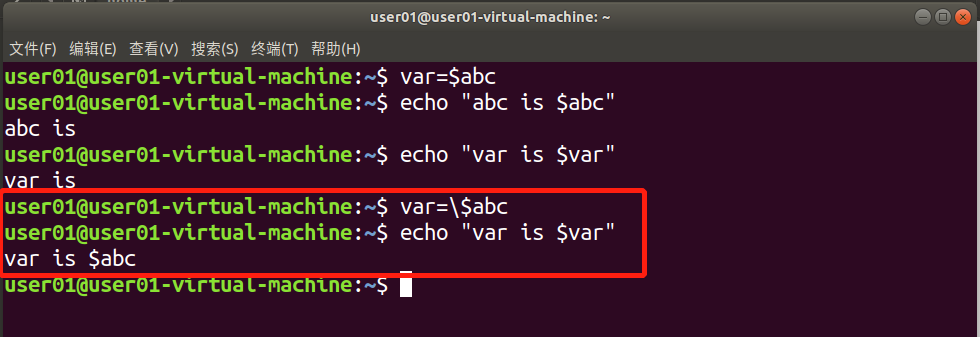 user01@user01-virtual-machine: ~
文件(F) 编辑(E) 查看(V) 搜索(S) 终端(T) 帮助(H)
user01@user01-virtual-machine:~$ var=$abc
user01@user01-virtual-machine:~$ echo "abc is $abc"
abc is
user01@user01-virtual-machine:~$ echo "var is $var"
var is
user01@user01-virtual-machine:~$ var=\$abc
user01@user01-virtual-machine:~$ echo "var is $var"
var is $abc
user01@user01-virtual-machine:~$